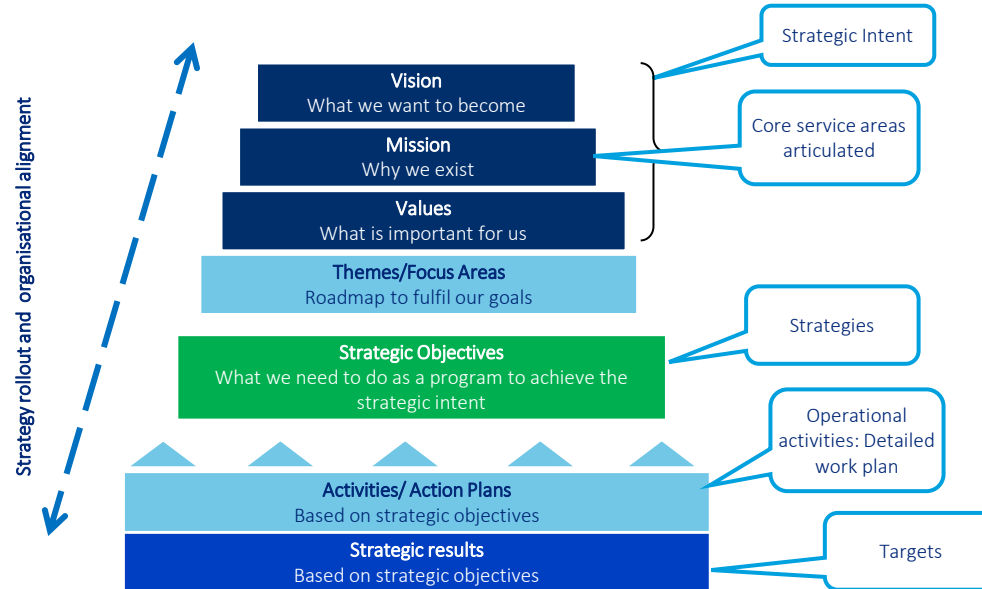 Strategy rollout and organisational alignment
Vision
What we want to become
Mission
Why we exist
Values
What is important for us
Themes/Focus Areas
Roadmap to fulfil our goals
Strategic Objectives
What we need to do as a program to achieve the
strategic intent
Activities/ Action Plans
Based on strategic objectives
Strategic results
Based on strategic objectives
Strategic Intent
Core service areas
articulated
Strategies
Operational
activities: Detailed
work plan
Targets